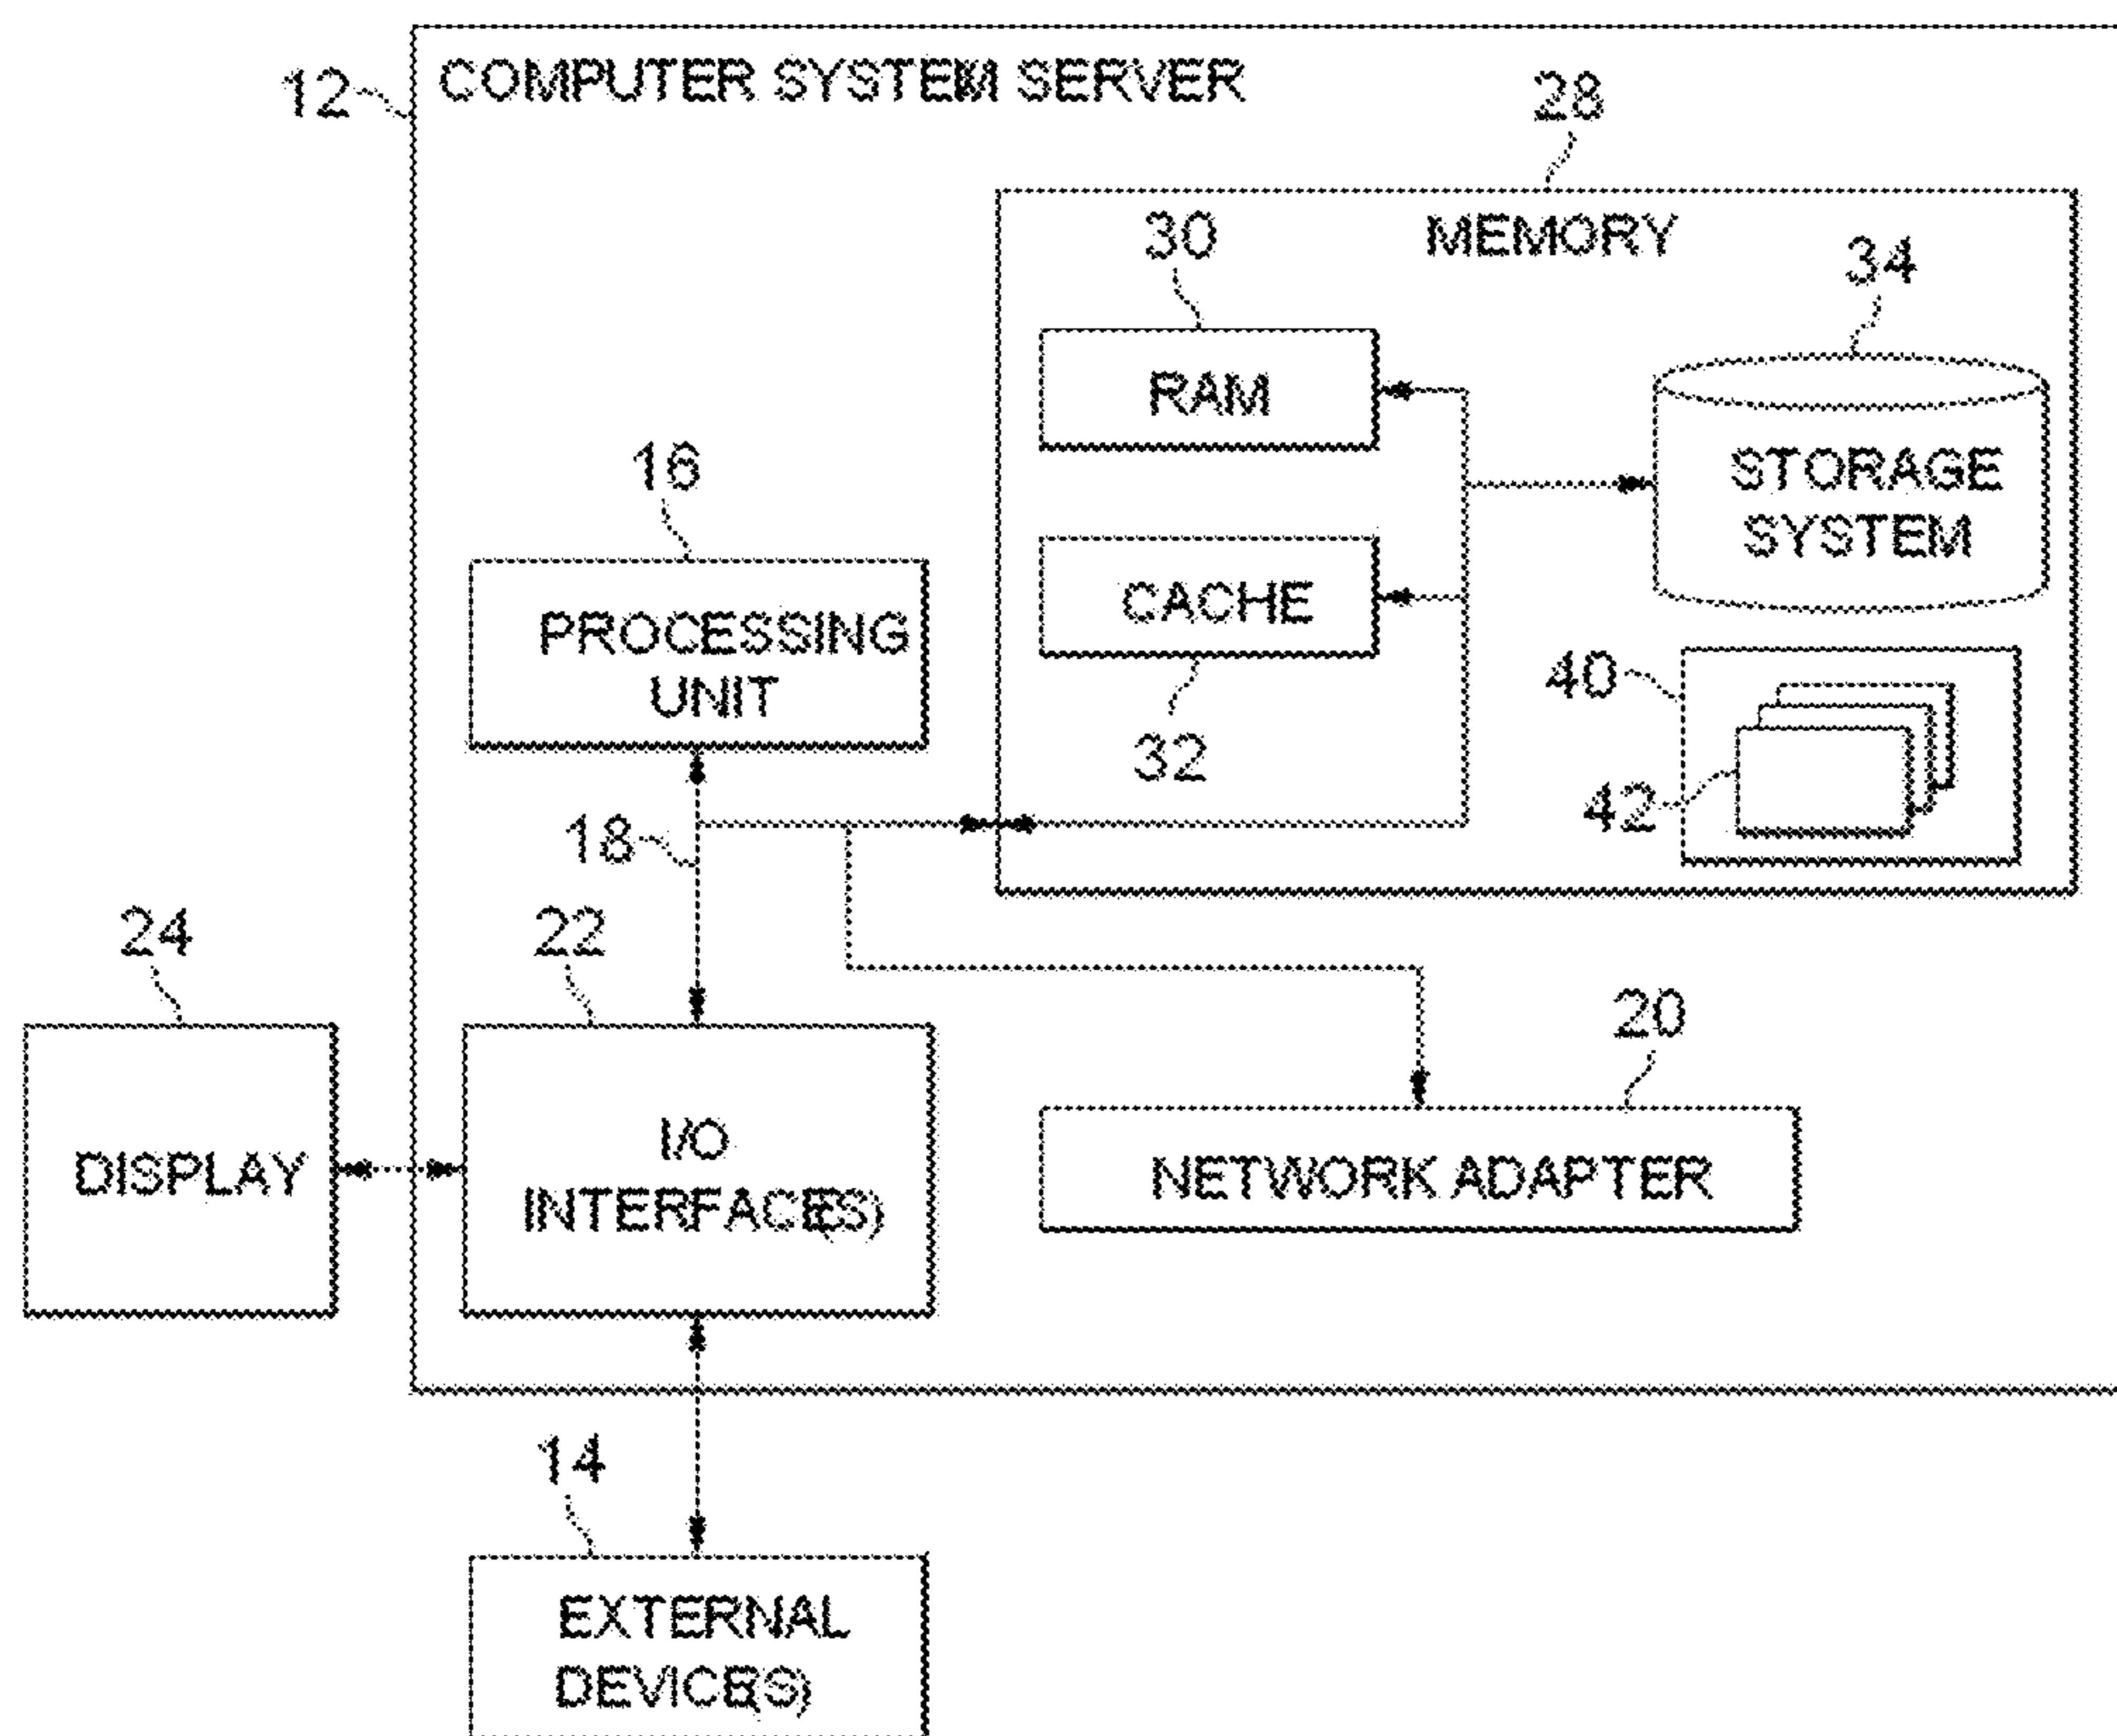 12
COMPUTER SYSTEM SERVER
28
MEMORY
30
34
RAM
STORAGE
SYSTEM
16
PROCESSING
UNIT
CACHE
32
40
42
18
24
22
20
DISPLAY
I/O
INTERFACE(S)
NETWORK ADAPTER
14
EXTERNAL
DEVICE(S)